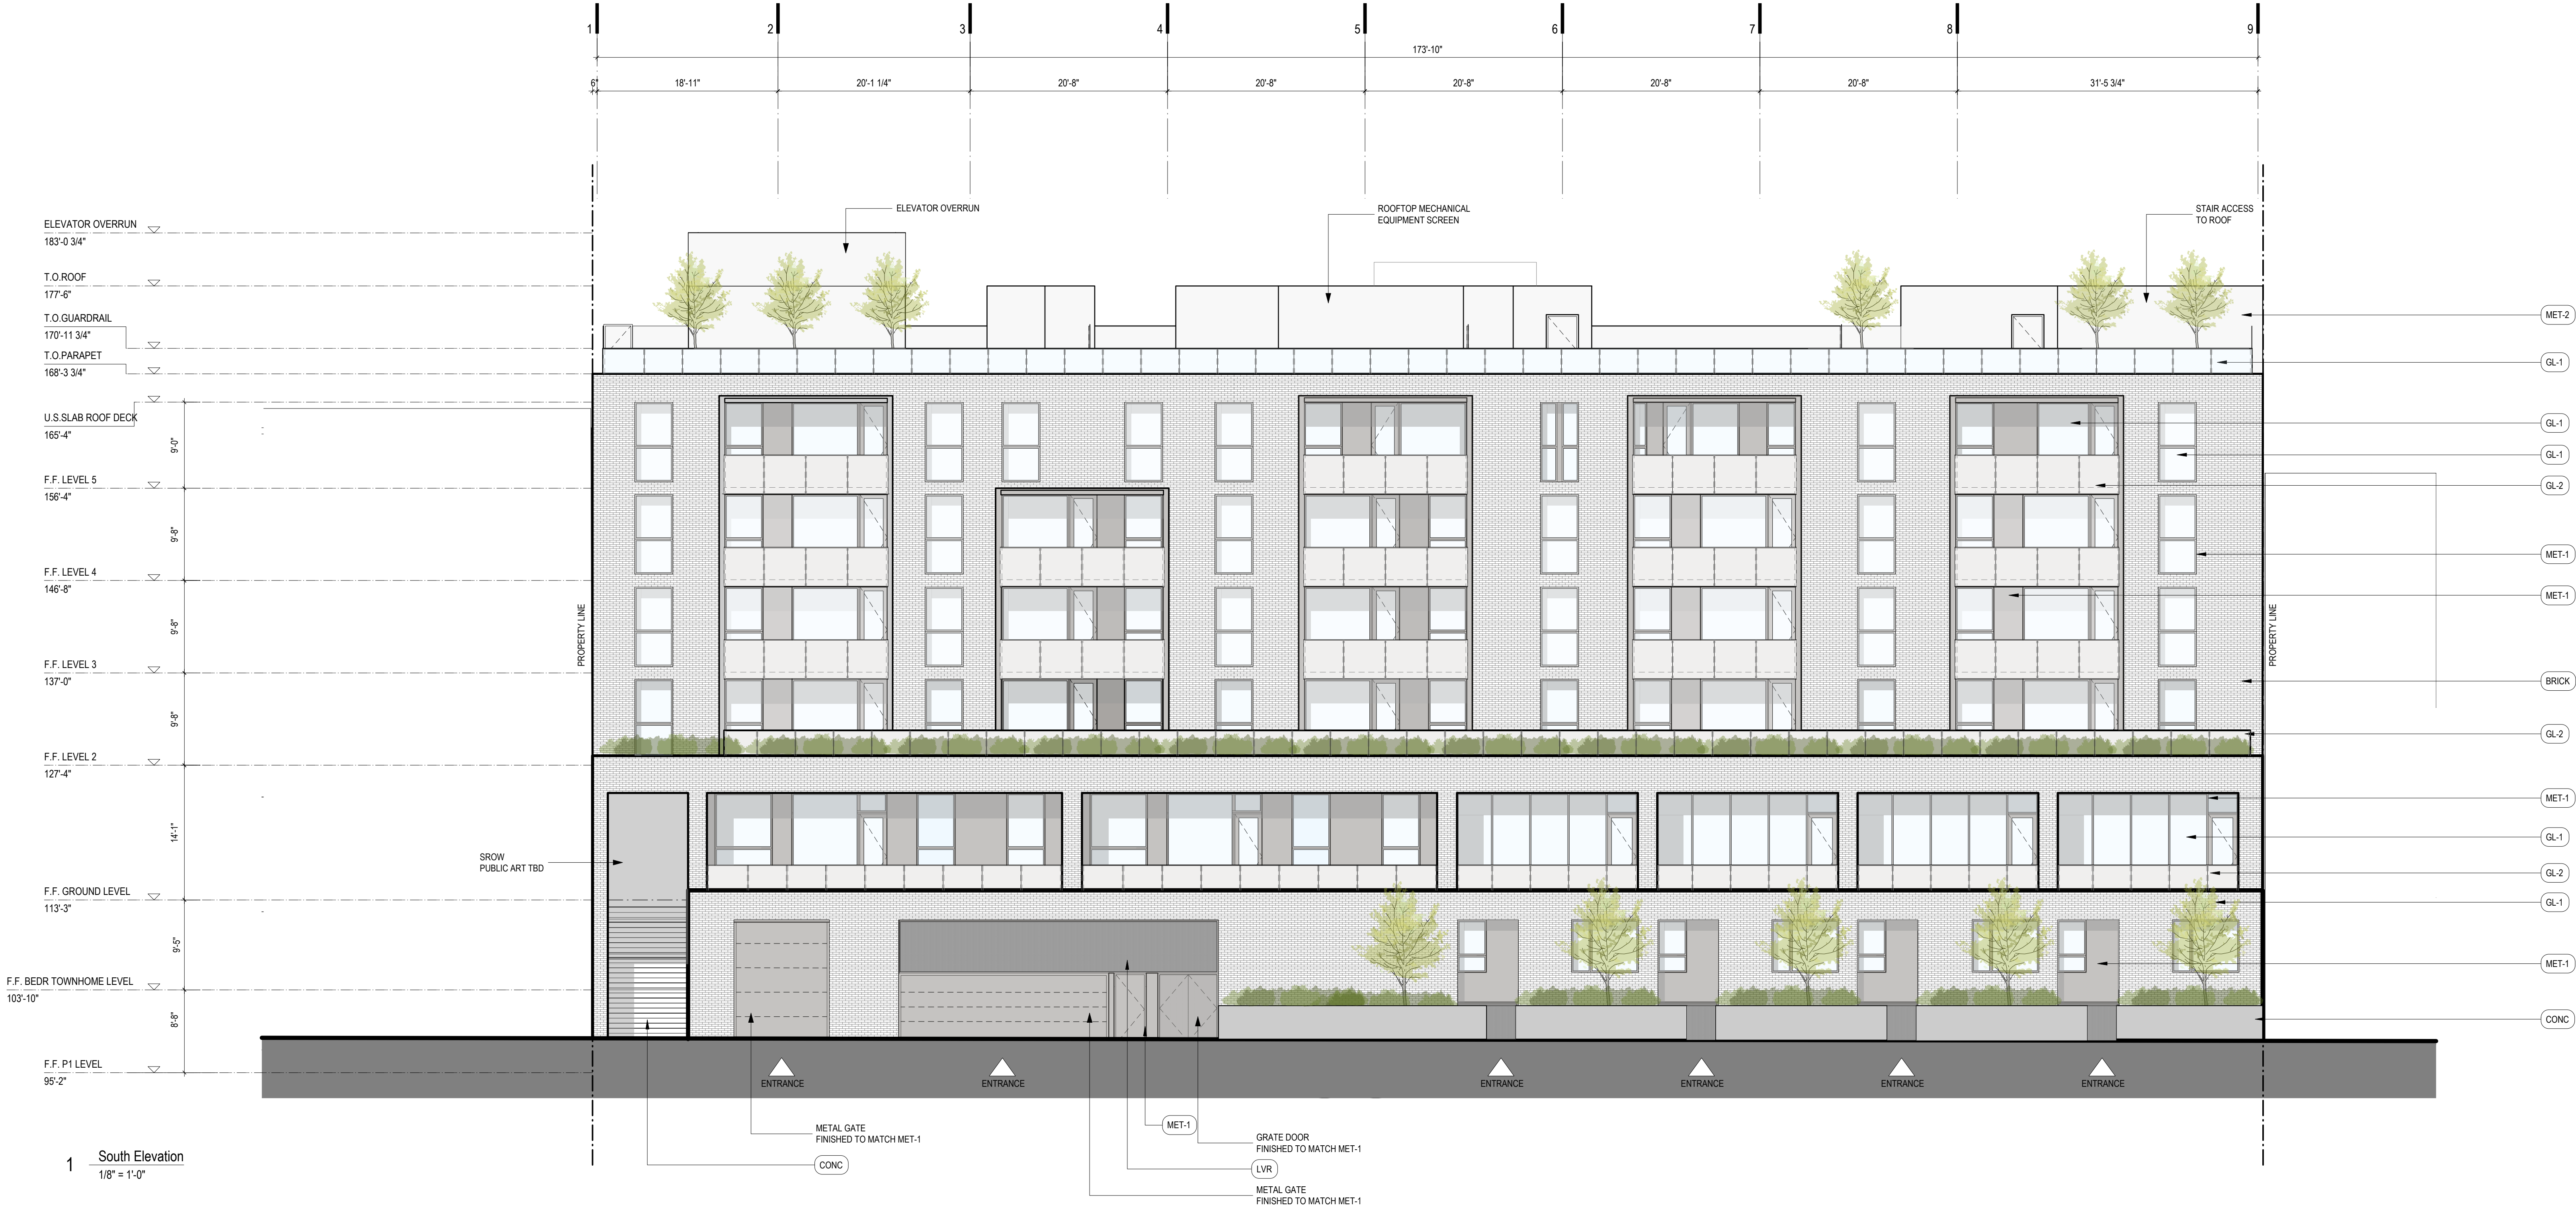 1
2
3
4
5
6
7
8
9
173'-10"
6"
18'-11"
20'-1 1/4"
20'-8"
20'-8"
20'-8"
20'-8"
20'-8"
31'-5 3/4"
ELEVATOR OVERRUN
ROOFTOP MECHANICAL
EQUIPMENT SCREEN
STAIR ACCESS
TO ROOF
ELEVATOR OVERRUN
183'-0 3/4"
T.O.ROOF
177'-6"
T.O.GUARDRAIL
170'-11 3/4"
T.O.PARAPET
168'-3 3/4"
U.S.SLAB ROOF DECK
165'-4"
9'-0"
F.F. LEVEL 5
156'-4"
9'-8"
F.F. LEVEL 4
146'-8"
9'-8"
F.F. LEVEL 3
137'-0"
9'-8"
F.F. LEVEL 2
127'-4"
14'-1"
F.F. GROUND LEVEL
113'-3"
9'-5"
F.F. BEDR TOWNHOME LEVEL
103'-10"
8'-8"
F.F. P1 LEVEL
95'-2"
PROPERTY LINE
PROPERTY LINE
SROW
PUBLIC ART TBD
MET-2
GL-1
GL-1
GL-1
GL-2
MET-1
MET-1
BRICK
GL-2
MET-1
GL-1
GL-2
GL-1
MET-1
CONC
ENTRANCE
ENTRANCE
ENTRANCE
ENTRANCE
ENTRANCE
ENTRANCE
METAL GATE
FINISHED TO MATCH MET-1
CONC
MET-1
GRATE DOOR
FINISHED TO MATCH MET-1
LVR
METAL GATE
FINISHED TO MATCH MET-1
1
South Elevation
1/8" = 1'-0"